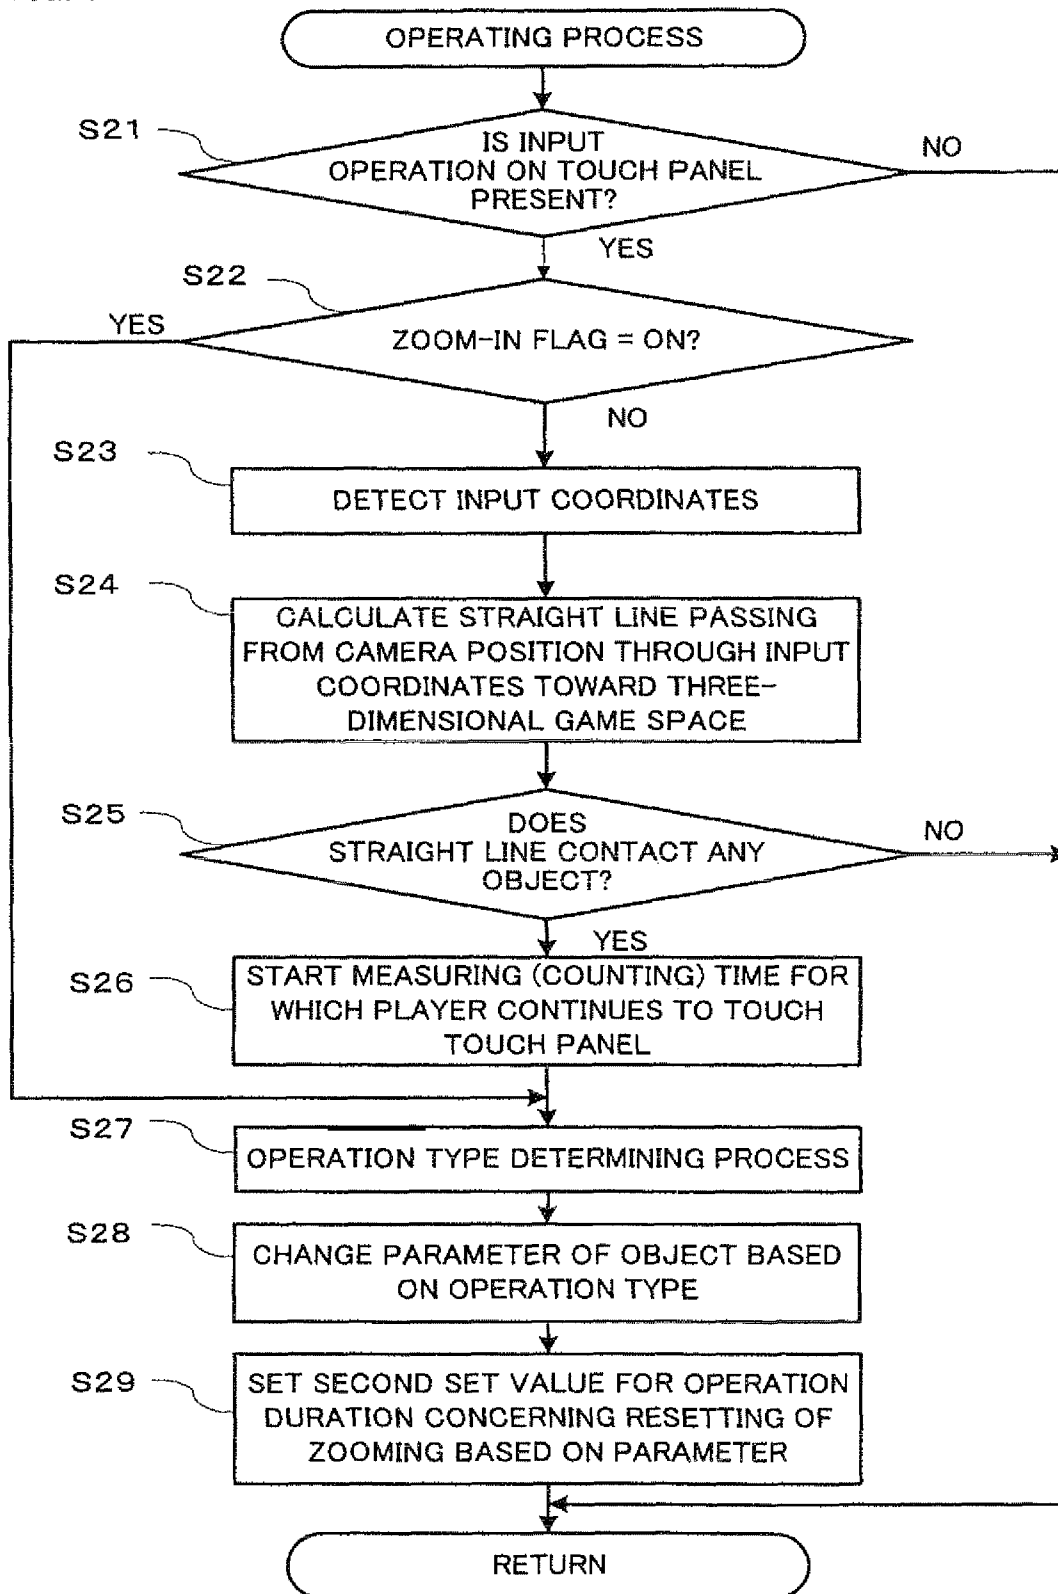 OPERATING PROCESS
S21
IS INPUT
OPERATION ON TOUCH PANEL
PRESENT?
NO
YES
S22
YES
ZOOM-IN FLAG = ON?
NO
S23
DETECT INPUT COORDINATES
S24
CALCULATE STRAIGHT LINE PASSING
FROM CAMERA POSITION THROUGH INPUT
COORDINATES TOWARD THREE-
DIMENSIONAL GAME SPACE
S25
DOES
STRAIGHT LINE CONTACT ANY
OBJECT?
NO
YES
S26
START MEASURING (COUNTING) TIME FOR
WHICH PLAYER CONTINUES TO TOUCH
TOUCH PANEL
S27
OPERATION TYPE DETERMINING PROCESS
S28
CHANGE PARAMETER OF OBJECT BASED
ON OPERATION TYPE
S29
SET SECOND SET VALUE FOR OPERATION
DURATION CONCERNING RESETTING OF
ZOOMING BASED ON PARAMETER
RETURN